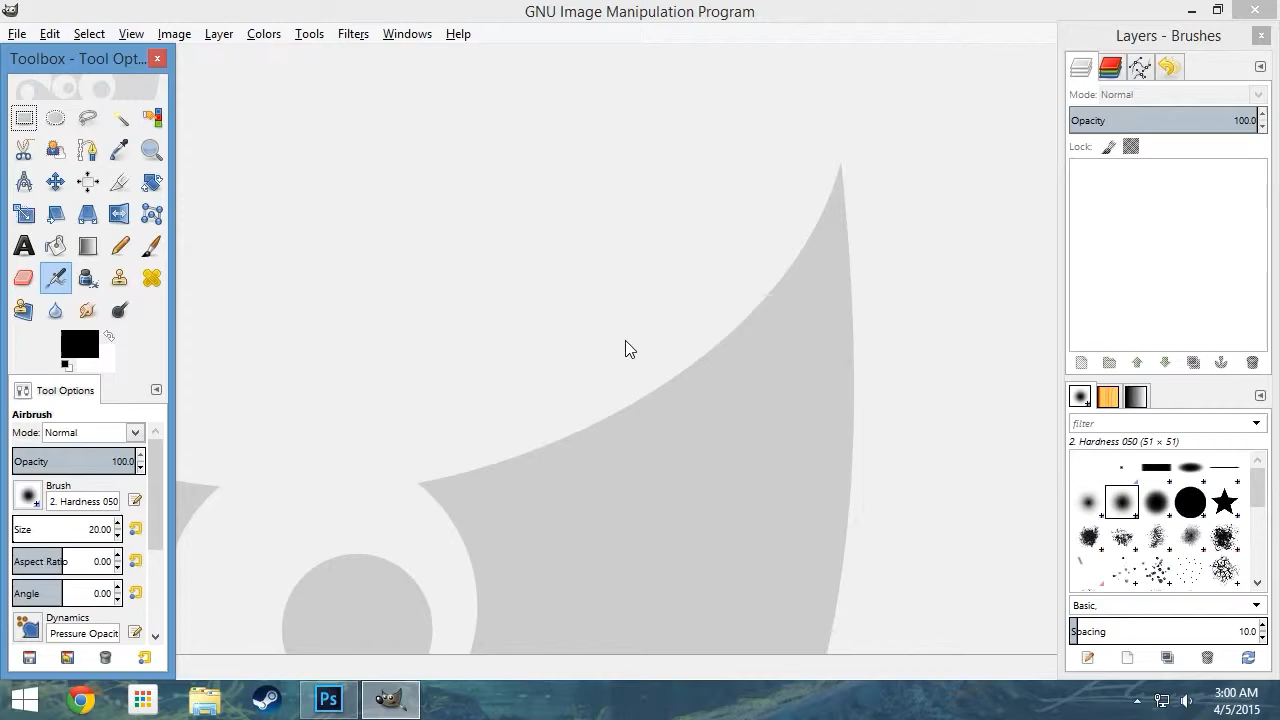 GNU Image Manipulation Program
File Edit Select View Image Layer Colors Tools Filters Windows Help
Toolbox - Tool Opt...
Tool Options
Airbrush
Mode: Normal
Opacity 100.0
Brush
2. Hardness 050
Size 20.00
Aspect Ratio 0.00
Angle 0.00
Dynamics
Pressure Opacit
Layers - Brushes
Mode: Normal
Opacity 100.0
Lock:
filter
2. Hardness 050 (51 × 51)
Basic,
Spacing 10.0
Ps
3:00 AM
4/5/2015